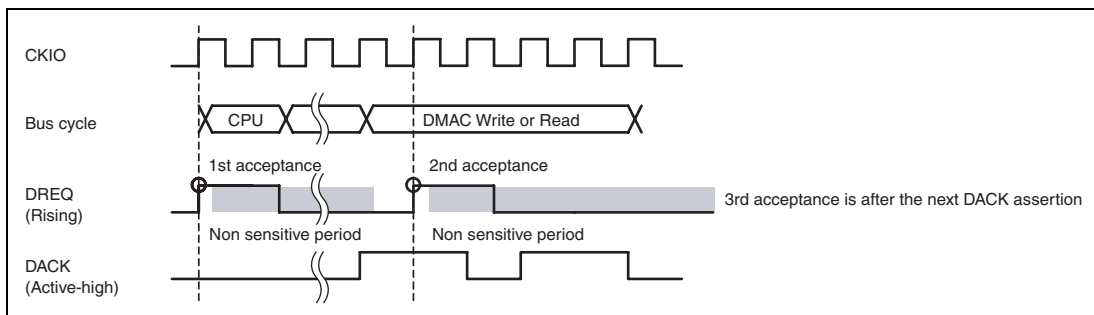 CKIO
Bus cycle
CPU
DMAC Write or Read
1st acceptance
2nd acceptance
DREQ
(Rising)
3rd acceptance is after the next DACK assertion
Non sensitive period
Non sensitive period
DACK
(Active-high)